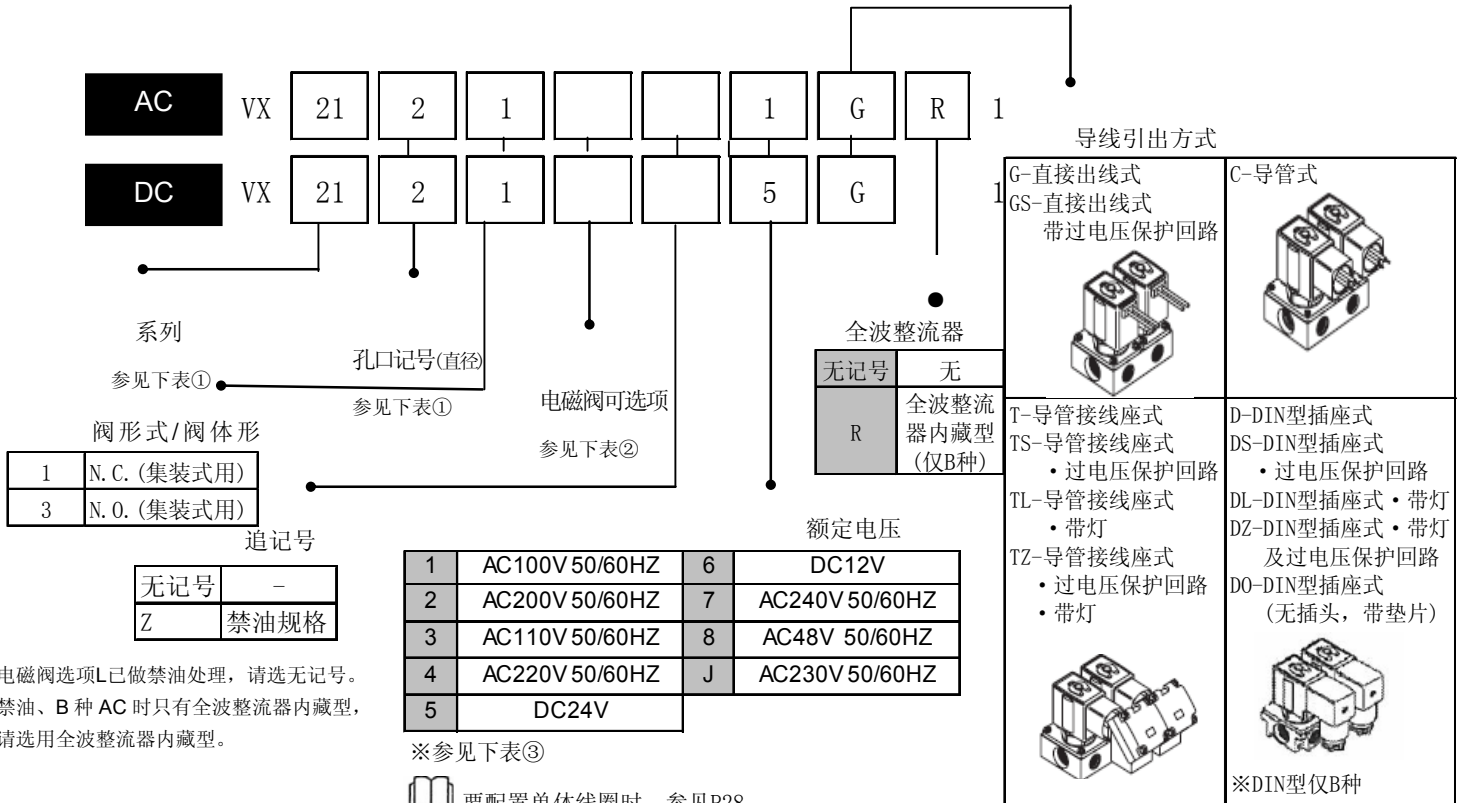 AC VX 21 2 1 1 G R 1
DC VX 21 2 1 5 G 1
系列
参见下表①
孔口记号(直径)
参见下表①
电磁阀可选项
参见下表②
全波整流器
无记号 无
R 全波整流
器内藏型
(仅B种)
阀形式/阀体形
1 N.C.(集装式用)
3 N.O.(集装式用)
追记号
无记号 -
Z 禁油规格
电磁阀选项L已做禁油处理，请选无记号。
禁油、B 种 AC 时只有全波整流器内藏型，
请选用全波整流器内藏型。
额定电压
1 AC100V 50/60HZ 6 DC12V
2 AC200V 50/60HZ 7 AC240V 50/60HZ
3 AC110V 50/60HZ 8 AC48V 50/60HZ
4 AC220V 50/60HZ J AC230V 50/60HZ
5 DC24V
※参见下表③
要配置单体线圈时，参见P28
导线引出方式
G-直接出线式
GS-直接出线式
带过电压保护回路
C-导管式
T-导管接线座式
TS-导管接线座式
・过电压保护回路
TL-导管接线座式
・带灯
TZ-导管接线座式
・过电压保护回路
・带灯
D-DIN型插座式
DS-DIN型插座式
・过电压保护回路
DL-DIN型插座式・带灯
DZ-DIN型插座式・带灯
及过电压保护回路
DO-DIN型插座式
(无插头，带垫片)
※DIN型仅B种